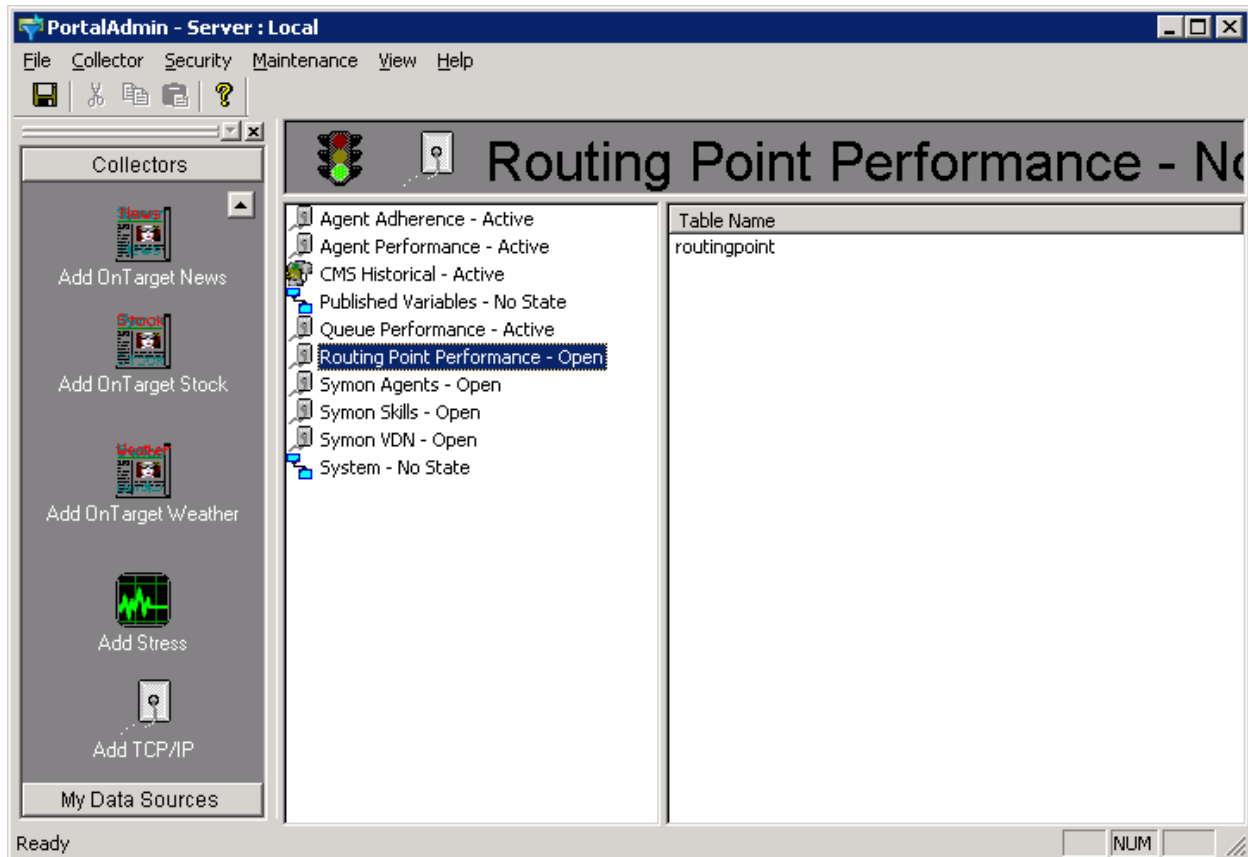 PortalAdmin - Server : Local
File Collector Security Maintenance View Help
Collectors
News
Add OnTarget News
Stock
Add OnTarget Stock
Weather
Add OnTarget Weather
Add Stress
Add TCP/IP
My Data Sources
Routing Point Performance - No
Agent Adherence - Active
Agent Performance - Active
CMS Historical - Active
Published Variables - No State
Queue Performance - Active
Routing Point Performance - Open
Symon Agents - Open
Symon Skills - Open
Symon VDN - Open
System - No State
Table Name
routingpoint
Ready
NUM